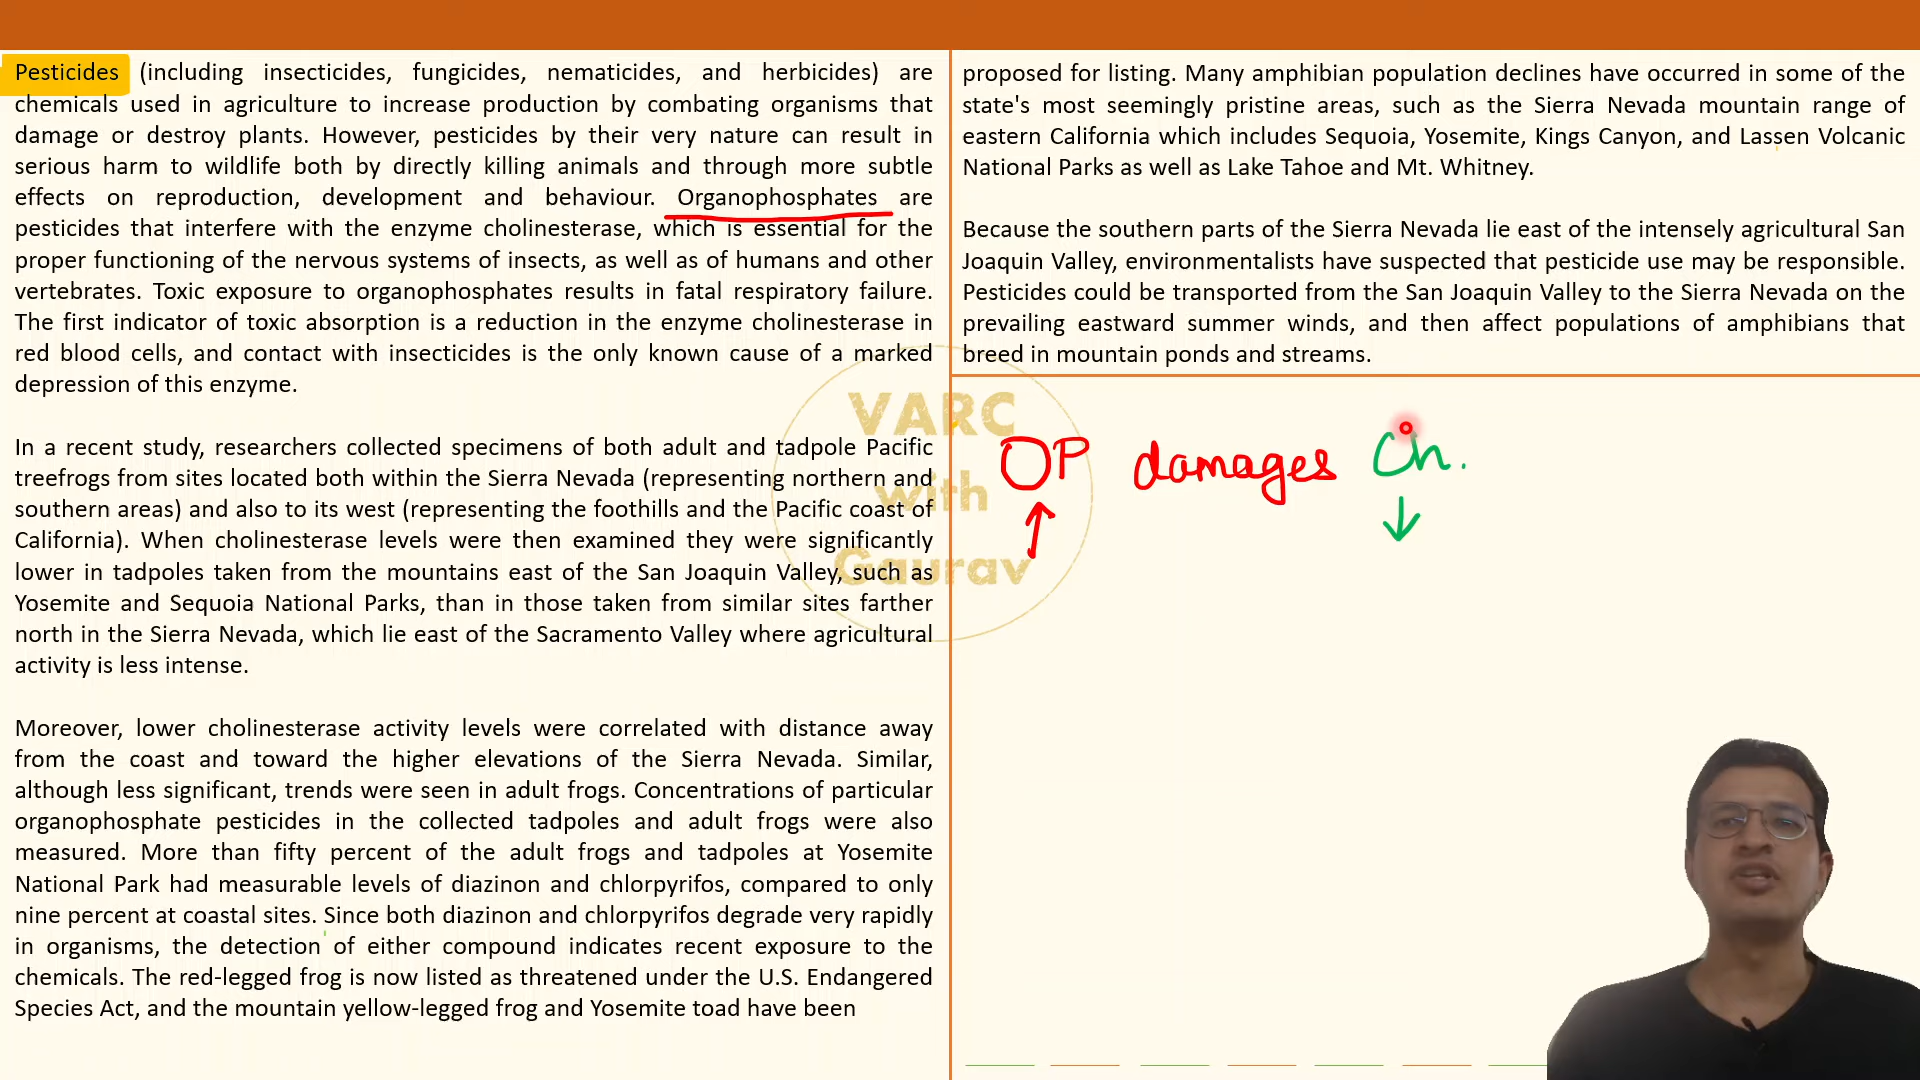 Pesticides (including insecticides, fungicides, nematicides, and herbicides) are
chemicals used in agriculture to increase production by combating organisms that
damage or destroy plants. However, pesticides by their very nature can result in
serious harm to wildlife both by directly killing animals and through more subtle
effects on reproduction, development and behaviour. Organophosphates are
pesticides that interfere with the enzyme cholinesterase, which is essential for the
proper functioning of the nervous systems of insects, as well as of humans and other
vertebrates. Toxic exposure to organophosphates results in fatal respiratory failure.
The first indicator of toxic absorption is a reduction in the enzyme cholinesterase in
red blood cells, and contact with insecticides is the only known cause of a marked
depression of this enzyme.
In a recent study, researchers collected specimens of both adult and tadpole Pacific
treefrogs from sites located both within the Sierra Nevada (representing northern and
southern areas) and also to its west (representing the foothills and the Pacific coast of
California). When cholinesterase levels were then examined they were significantly
lower in tadpoles taken from the mountains east of the San Joaquin Valley, such as
Yosemite and Sequoia National Parks, than in those taken from similar sites farther
north in the Sierra Nevada, which lie east of the Sacramento Valley where agricultural
activity is less intense.
Moreover, lower cholinesterase activity levels were correlated with distance away
from the coast and toward the higher elevations of the Sierra Nevada. Similar,
although less significant, trends were seen in adult frogs. Concentrations of particular
organophosphate pesticides in the collected tadpoles and adult frogs were also
measured. More than fifty percent of the adult frogs and tadpoles at Yosemite
National Park had measurable levels of diazinon and chlorpyrifos, compared to only
nine percent at coastal sites. Since both diazinon and chlorpyrifos degrade very rapidly
in organisms, the detection of either compound indicates recent exposure to the
chemicals. The red-legged frog is now listed as threatened under the U.S. Endangered
Species Act, and the mountain yellow-legged frog and Yosemite toad have been
proposed for listing. Many amphibian population declines have occurred in some of the
state's most seemingly pristine areas, such as the Sierra Nevada mountain range of
eastern California which includes Sequoia, Yosemite, Kings Canyon, and Lassen Volcanic
National Parks as well as Lake Tahoe and Mt. Whitney.
Because the southern parts of the Sierra Nevada lie east of the intensely agricultural San
Joaquin Valley, environmentalists have suspected that pesticide use may be responsible.
Pesticides could be transported from the San Joaquin Valley to the Sierra Nevada on the
prevailing eastward summer winds, and then affect populations of amphibians that
breed in mountain ponds and streams.
VARC
with
Gaurav
OP damages Ch.